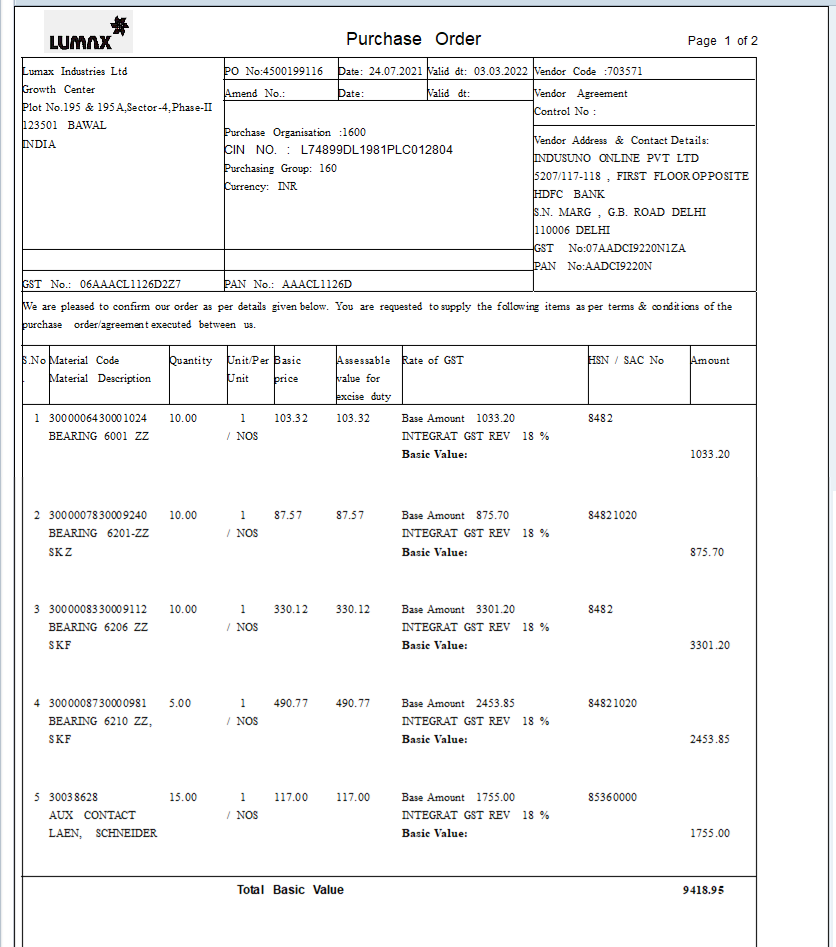 LUMAX
Purchase Order
Page 1 of 2
Lumax Industries Ltd
Growth Center
Plot No.195 & 195A,Sector-4,Phase-II
123501 BAWAL
INDIA
PO No:4500199116 Date: 24.07.2021 Valid dt: 03.03.2022 Vendor Code :703571
Amend No.: Date: Valid dt: Vendor Agreement
Control No :
Purchase Organisation :1600
CIN NO. : L74899DL1981PLC012804
Purchasing Group: 160
Currency: INR
Vendor Address & Contact Details:
INDUSUNO ONLINE PVT LTD
5207/117-118 , FIRST FLOOR OPPOSITE
HDFC BANK
S.N. MARG , G.B. ROAD DELHI
110006 DELHI
GST No:07AADCI9220N1ZA
PAN No:AADCI9220N
GST No.: 06AAACL1126D2Z7 PAN No.: AAACL1126D
We are pleased to confirm our order as per details given below. You are requested to supply the following items as per terms & conditions of the
purchase order/agreement executed between us.
S.No Material Code Quantity Unit/Per Basic Assessable Rate of GST HSN / SAC No Amount
. Material Description Unit price value for
excise duty
1 3000006430001024 10.00 1 103.32 103.32 Base Amount 1033.20 8482
BEARING 6001 ZZ / NOS INTEGRAT GST REV 18 %
Basic Value: 1033.20
2 3000007830009240 10.00 1 87.57 87.57 Base Amount 875.70 84821020
BEARING 6201-ZZ / NOS INTEGRAT GST REV 18 %
SKZ Basic Value: 875.70
3 3000008330009112 10.00 1 330.12 330.12 Base Amount 3301.20 8482
BEARING 6206 ZZ / NOS INTEGRAT GST REV 18 %
SKF Basic Value: 3301.20
4 3000008730000981 5.00 1 490.77 490.77 Base Amount 2453.85 84821020
BEARING 6210 ZZ, / NOS INTEGRAT GST REV 18 %
SKF Basic Value: 2453.85
5 30038628 15.00 1 117.00 117.00 Base Amount 1755.00 85360000
AUX CONTACT / NOS INTEGRAT GST REV 18 %
LAEN, SCHNEIDER Basic Value: 1755.00
Total Basic Value 9418.95